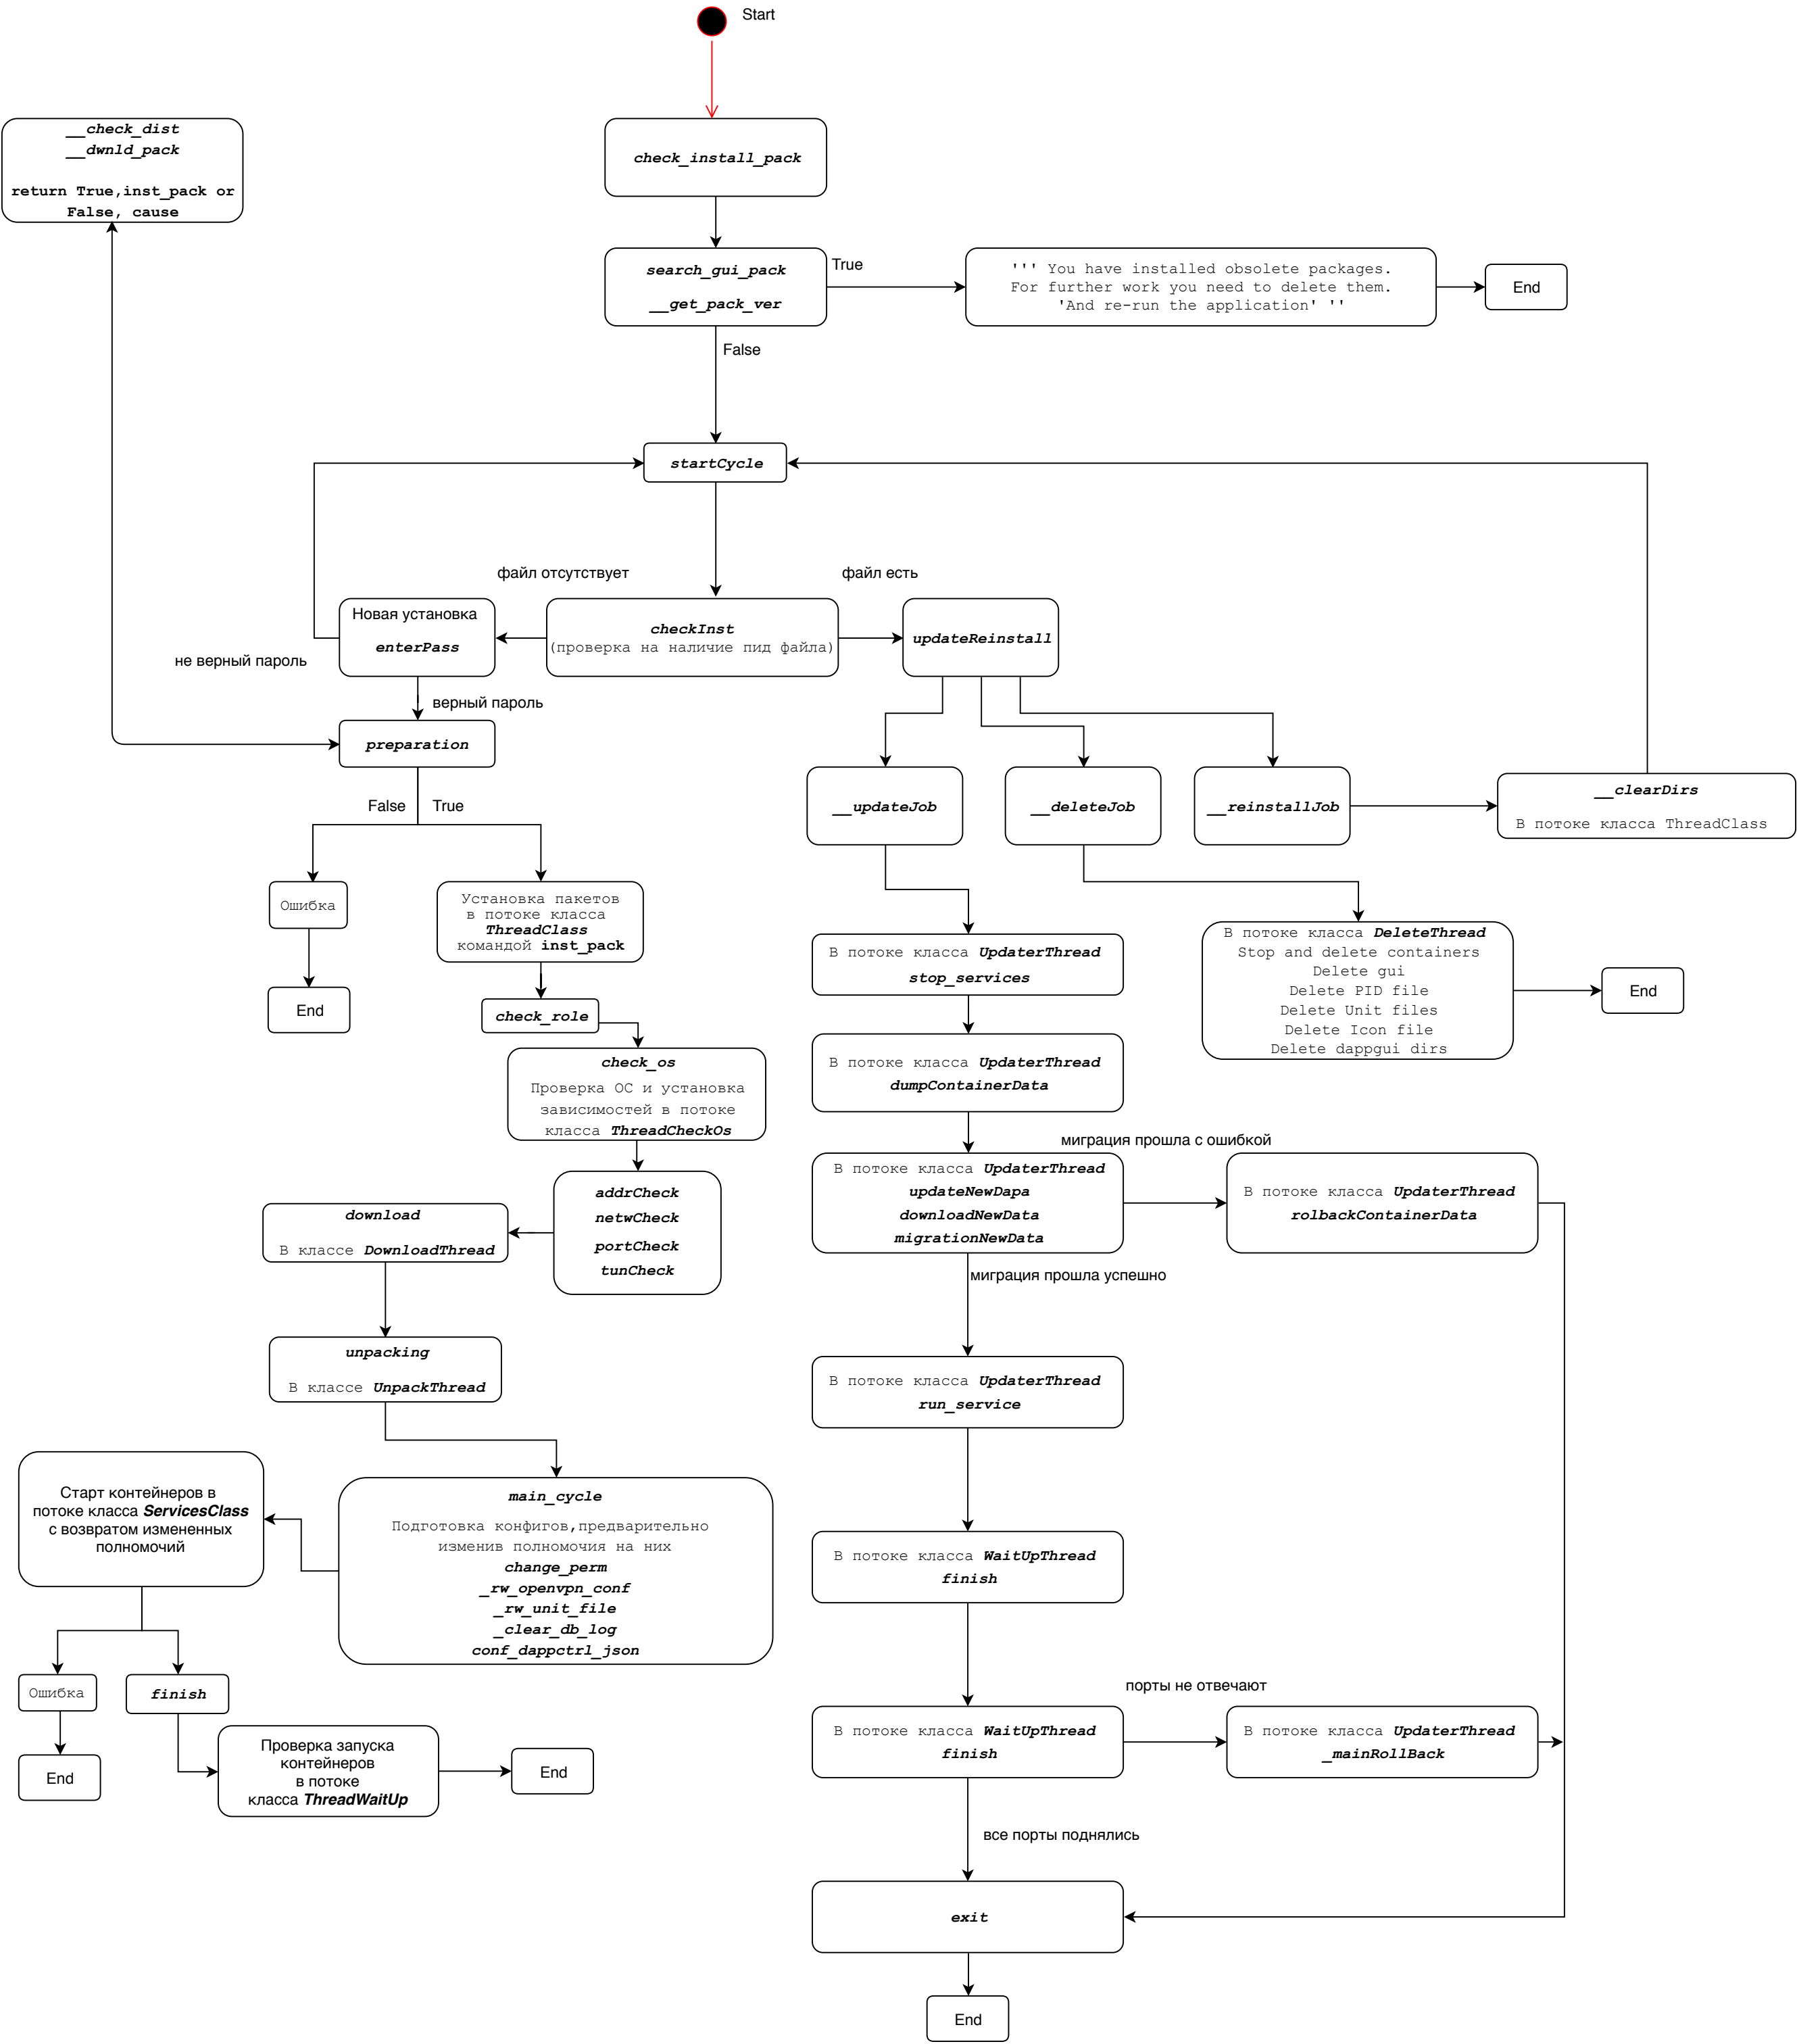 Start
__check_dist
__dwnld_pack
return True,inst_pack or
False, cause
check_install_pack
search_gui_pack
__get_pack_ver
True
''' You have installed obsolete packages.
For further work you need to delete them.
'And re-run the application' ''
End
False
startCycle
файл отсутствует
файл есть
Новая установка
enterPass
checkInst
(проверка на наличие пид файла)
updateReinstall
не верный пароль
верный пароль
preparation
False
True
__updateJob
__deleteJob
__reinstallJob
__clearDirs
В потоке класса ThreadClass
Ошибка
End
Установка пакетов
в потоке класса
ThreadClass
командой inst_pack
check_role
check_os
Проверка ОС и установка
зависимостей в потоке
класса ThreadCheckOs
addrCheck
netwCheck
portCheck
tunCheck
download
В классе DownloadThread
unpacking
В классе UnpackThread
main_cycle
Подготовка конфигов,предварительно
изменив полномочия на них
change_perm
_rw_openvpn_conf
_rw_unit_file
_clear_db_log
conf_dappctrl_json
Старт контейнеров в
потоке класса ServicesClass
с возвратом измененных
полномочий
Ошибка
End
finish
Проверка запуска
контейнеров
в потоке
класса ThreadWaitUp
End
В потоке класса DeleteThread
Stop and delete containers
Delete gui
Delete PID file
Delete Unit files
Delete Icon file
Delete dappgui dirs
End
В потоке класса UpdaterThread
stop_services
В потоке класса UpdaterThread
dumpContainerData
миграция прошла с ошибкой
В потоке класса UpdaterThread
updateNewDapa
downloadNewData
migrationNewData
В потоке класса UpdaterThread
rolbackContainerData
миграция прошла успешно
В потоке класса UpdaterThread
run_service
В потоке класса WaitUpThread
finish
порты не отвечают
В потоке класса WaitUpThread
finish
В потоке класса UpdaterThread
_mainRollBack
все порты поднялись
exit
End